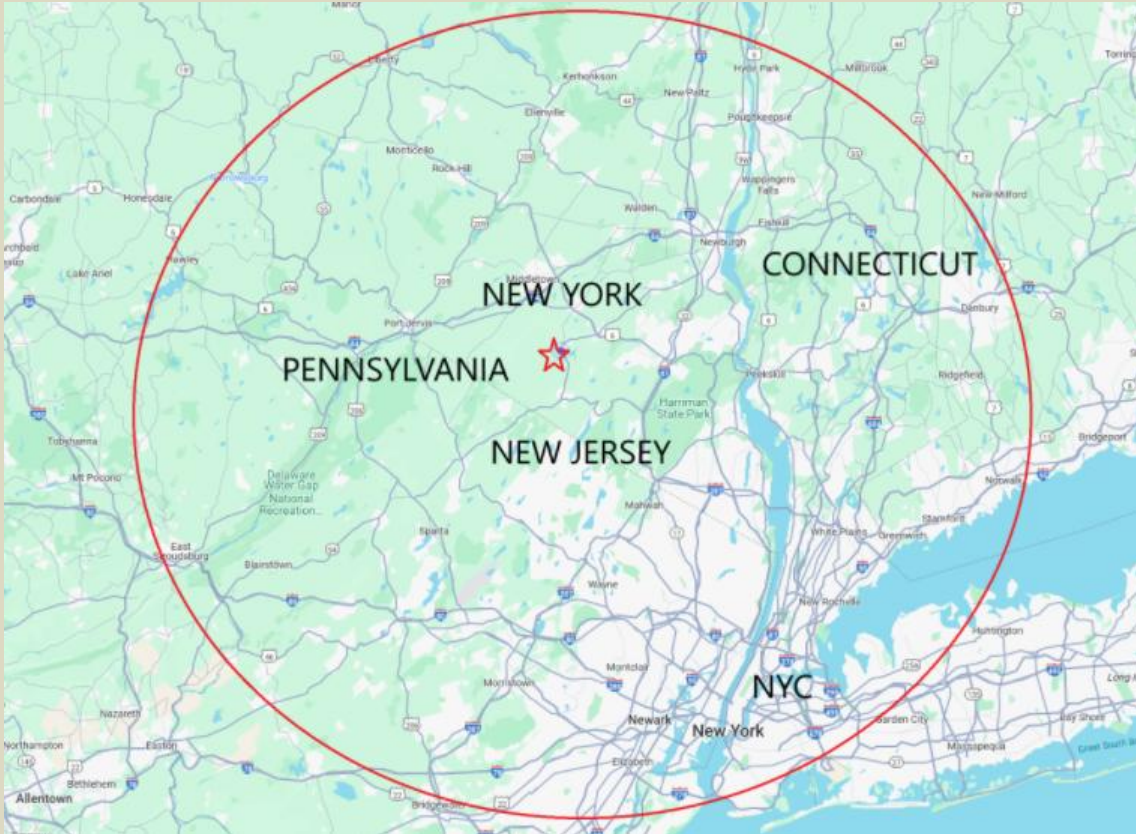 Manor
Liberty
Kerhonkson
Hyde Park
Millbrook
Ellenville
New Paltz
Poughkeepsie
Monticello
Rock Hill
Wappingers
Falls
Carbondale
Honesdale
New Milford
Walden
Fishkill
Newburgh
Hawley
Lake Ariel
CONNECTICUT
Middletown
NEW YORK
Danbury
Port Jervis
PENNSYLVANIA
Peekskill
Ridgefield
Harriman
State Park
Tobyhanna
NEW JERSEY
Bridgeport
Mt Pocono
Delaware
Water Gap
National
Recreation...
Norwalk
Mahwah
Stamford
Sparta
White Plains
Greenwich
East
Stroudsburg
Blairstown
Wayne
New Rochelle
Huntington
Montclair
Morristown
NYC
Nazareth
Newark
New York
Garden City
Bay Shore
Northampton
Easton
Massapequa
Elizabeth
Bethlehem
Allentown
Bridgewater